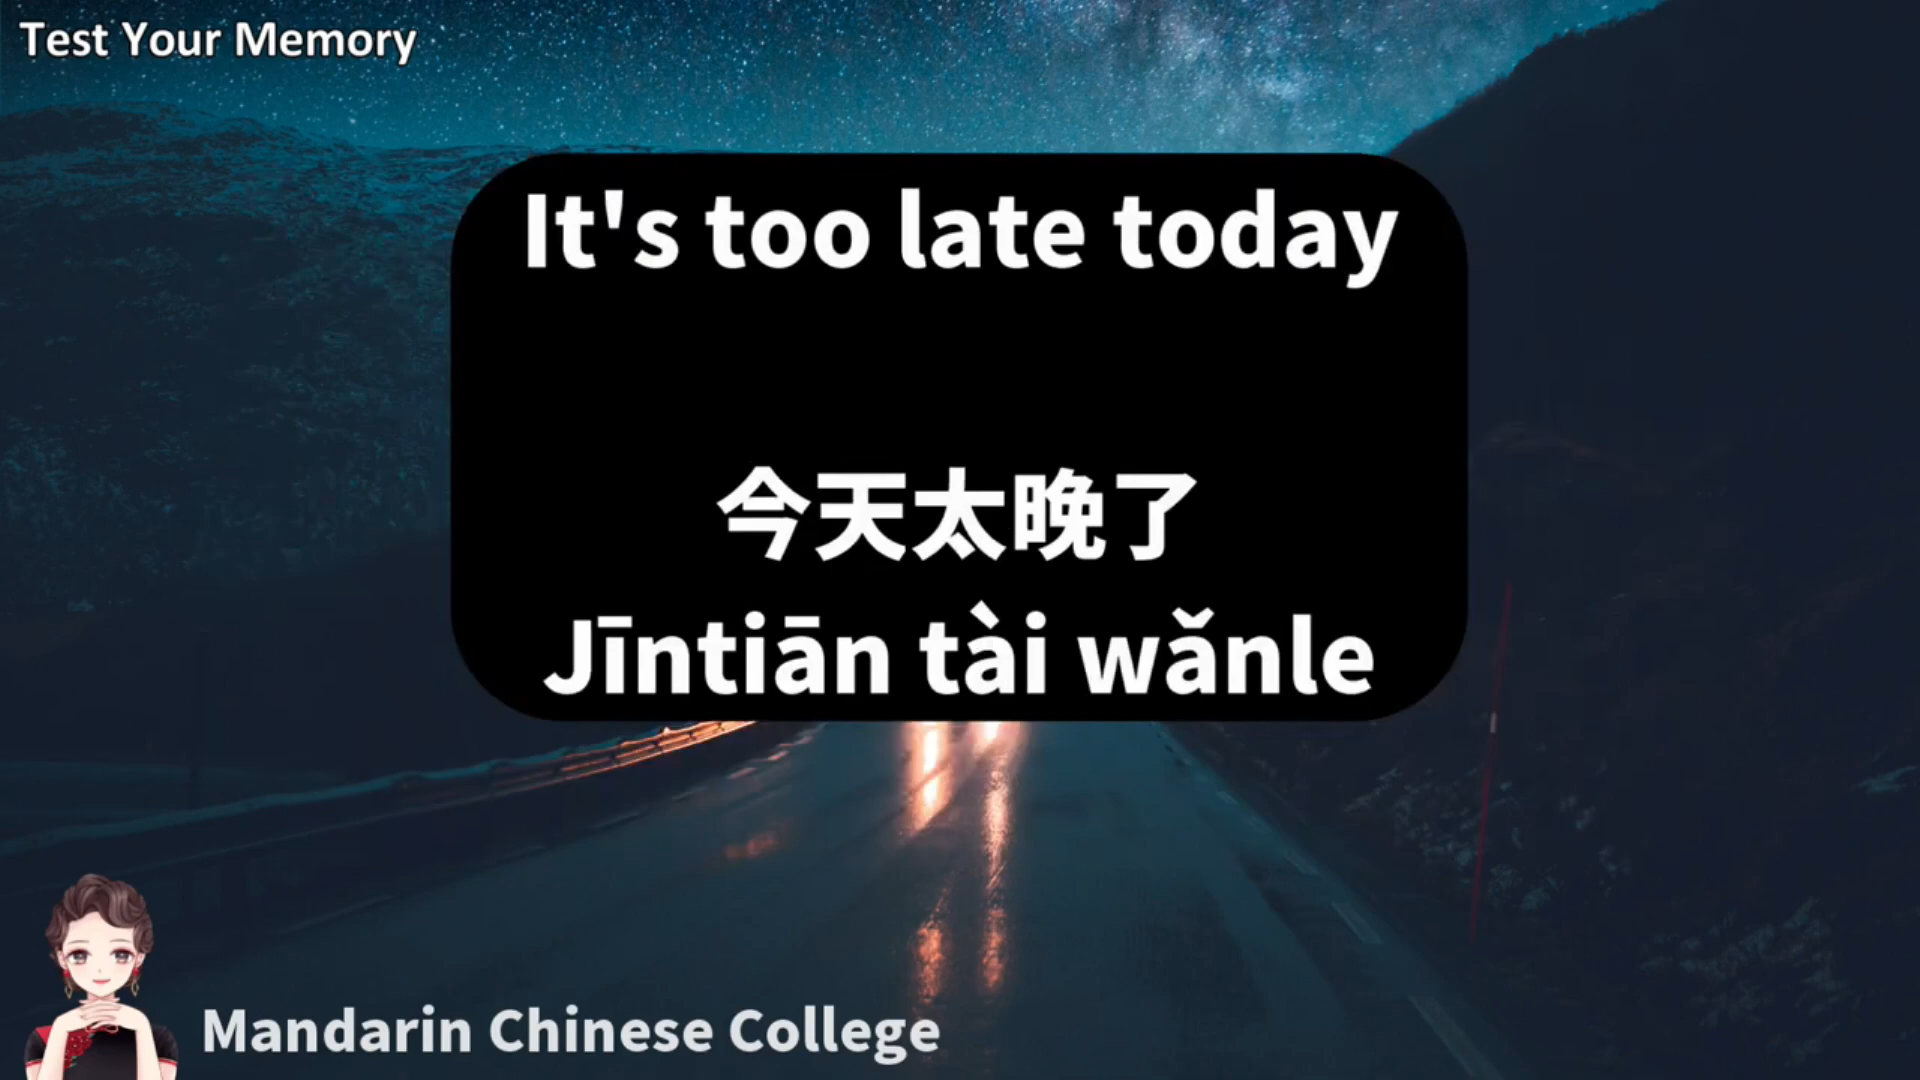 Test Your Memory
It's too late today
今天太晚了
Jīntiān tài wǎnle
Mandarin Chinese College